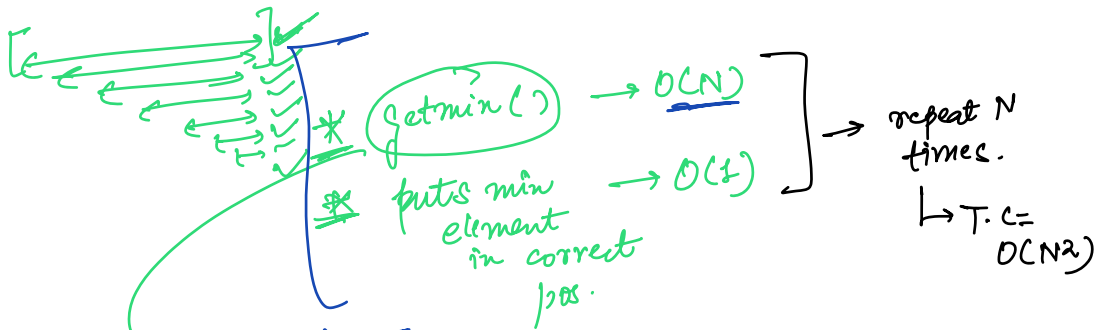 * getmin() → O(N)
* puts min → O(1)
element
in correct
pos.
→ repeat N
times.
→ T.C=
O(N2)